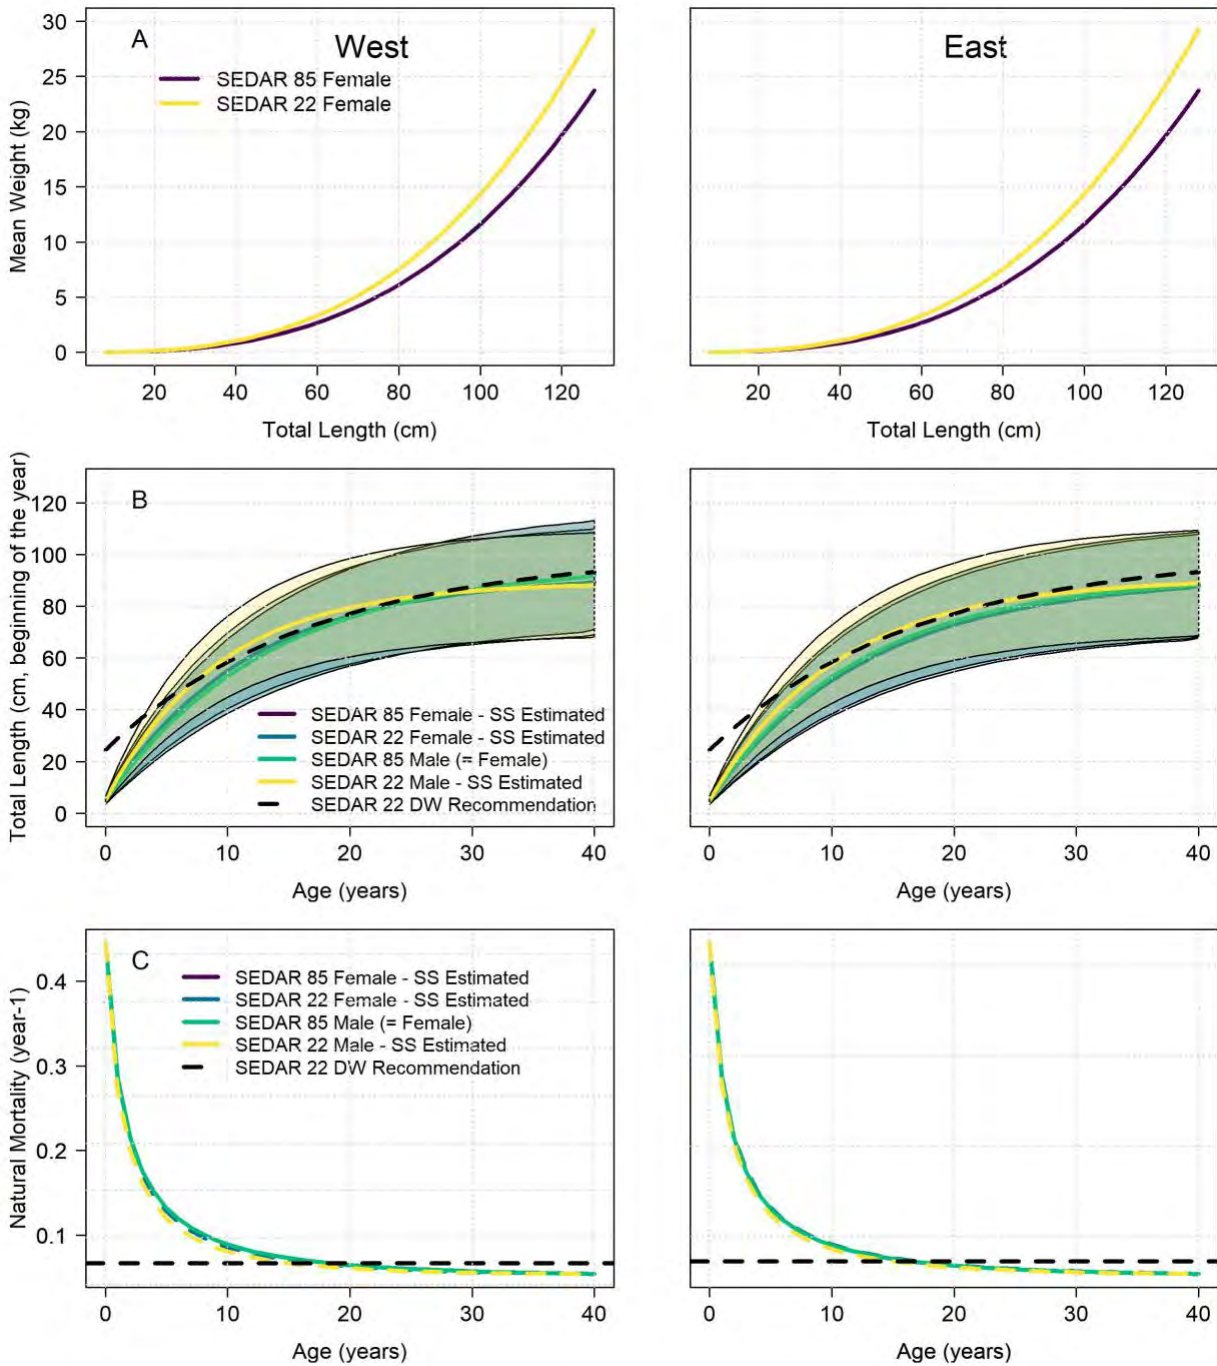 A
West
East
SEDAR 85 Female
SEDAR 22 Female
Mean Weight (kg)
30
25
20
15
10
5
0
20 40 60 80 100 120
20 40 60 80 100 120
Total Length (cm)
Total Length (cm)
B
Total Length (cm, beginning of the year)
120
100
80
60
40
20
0
SEDAR 85 Female - SS Estimated
SEDAR 22 Female - SS Estimated
SEDAR 85 Male (= Female)
SEDAR 22 Male - SS Estimated
SEDAR 22 DW Recommendation
0 10 20 30 40
0 10 20 30 40
Age (years)
Age (years)
C
Natural Mortality (year-1)
0.4
0.3
0.2
0.1
SEDAR 85 Female - SS Estimated
SEDAR 22 Female - SS Estimated
SEDAR 85 Male (= Female)
SEDAR 22 Male - SS Estimated
SEDAR 22 DW Recommendation
0 10 20 30 40
0 10 20 30 40
Age (years)
Age (years)